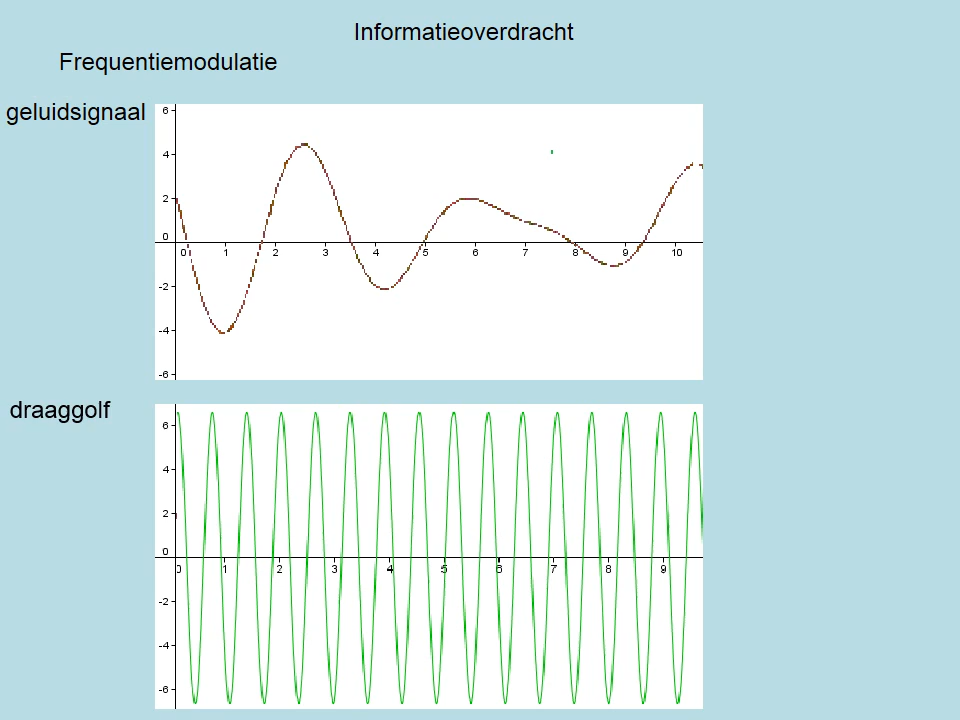 Informatieoverdracht
Frequentiemodulatie
geluidsignaal
6
4
2
0
-2
-4
-6
0 1 2 3 4 5 6 7 8 9 10
draaggolf
6
4
2
0
-2
-4
-6
0 1 2 3 4 5 6 7 8 9